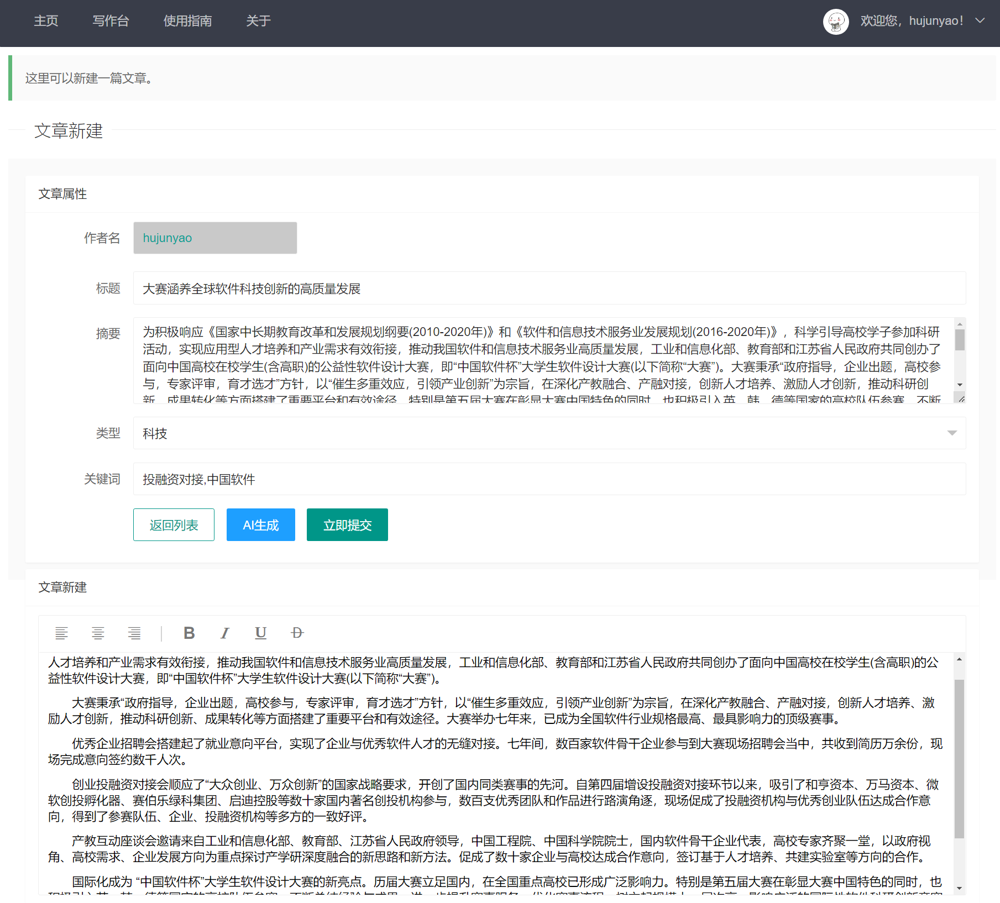 主页 写作台 使用指南 关于 欢迎您，hujunyao！
这里可以新建一篇文章。
文章新建
文章属性
作者名 hujunyao
标题 大赛涵养全球软件科技创新的高质量发展
摘要 为积极响应《国家中长期教育改革和发展规划纲要(2010-2020年)》和《软件和信息技术服务业发展规划(2016-2020年)》，科学引导高校学子参加科研
活动，实现应用型人才培养和产业需求有效衔接，推动我国软件和信息技术服务业高质量发展，工业和信息化部、教育部和江苏省人民政府共同创办了
面向中国高校在校学生(含高职)的公益性软件设计大赛，即“中国软件杯”大学生软件设计大赛(以下简称“大赛”)。大赛秉承“政府指导，企业出题，高校参
与，专家评审，育才选才”方针，以“催生多重效应，引领产业创新”为宗旨，在深化产教融合、产融对接，创新人才培养、激励人才创新，推动科研创
新、成果转化等方面搭建了重要平台和有效途径。特别是第五届大赛在彰显大赛中国特色的同时，也积极引入英、韩、德等国家的高校队伍参赛，不断
类型 科技
关键词 投融资对接,中国软件
返回列表 AI生成 立即提交
文章新建
B I U D
人才培养和产业需求有效衔接，推动我国软件和信息技术服务业高质量发展，工业和信息化部、教育部和江苏省人民政府共同创办了面向中国高校在校学生(含高职)的公
益性软件设计大赛，即“中国软件杯”大学生软件设计大赛(以下简称“大赛”)。
大赛秉承“政府指导，企业出题，高校参与，专家评审，育才选才”方针，以“催生多重效应，引领产业创新”为宗旨，在深化产教融合、产融对接，创新人才培养、激
励人才创新，推动科研创新、成果转化等方面搭建了重要平台和有效途径。大赛举办七年来，已成为全国软件行业规格最高、最具影响力的顶级赛事。
优秀企业招聘会搭建起了就业意向平台，实现了企业与优秀软件人才的无缝对接。七年间，数百家软件骨干企业参与到大赛现场招聘会当中，共收到简历万余份，现
场完成意向签约数千人次。
创业投融资对接会顺应了“大众创业、万众创新”的国家战略要求，开创了国内同类赛事的先河。自第四届增设投融资对接环节以来，吸引了和亨资本、万马资本、微
软创投孵化器、赛伯乐绿科集团、启迪控股等数十家国内著名创投机构参与，数百支优秀团队和作品进行路演角逐，现场促成了投融资机构与优秀创业队伍达成合作意
向，得到了参赛队伍、企业、投融资机构等多方的一致好评。
产教互动座谈会邀请来自工业和信息化部、教育部、江苏省人民政府领导，中国工程院、中国科学院院士，国内软件骨干企业代表，高校专家齐聚一堂，以政府视
角、高校需求、企业发展方向为重点探讨产学研深度融合的新思路和新方法。促成了数十家企业与高校达成合作意向，签订基于人才培养、共建实验室等方向的合作。
国际化成为 “中国软件杯”大学生软件设计大赛的新亮点。历届大赛立足国内，在全国重点高校已形成广泛影响力。特别是第五届大赛在彰显大赛中国特色的同时，也